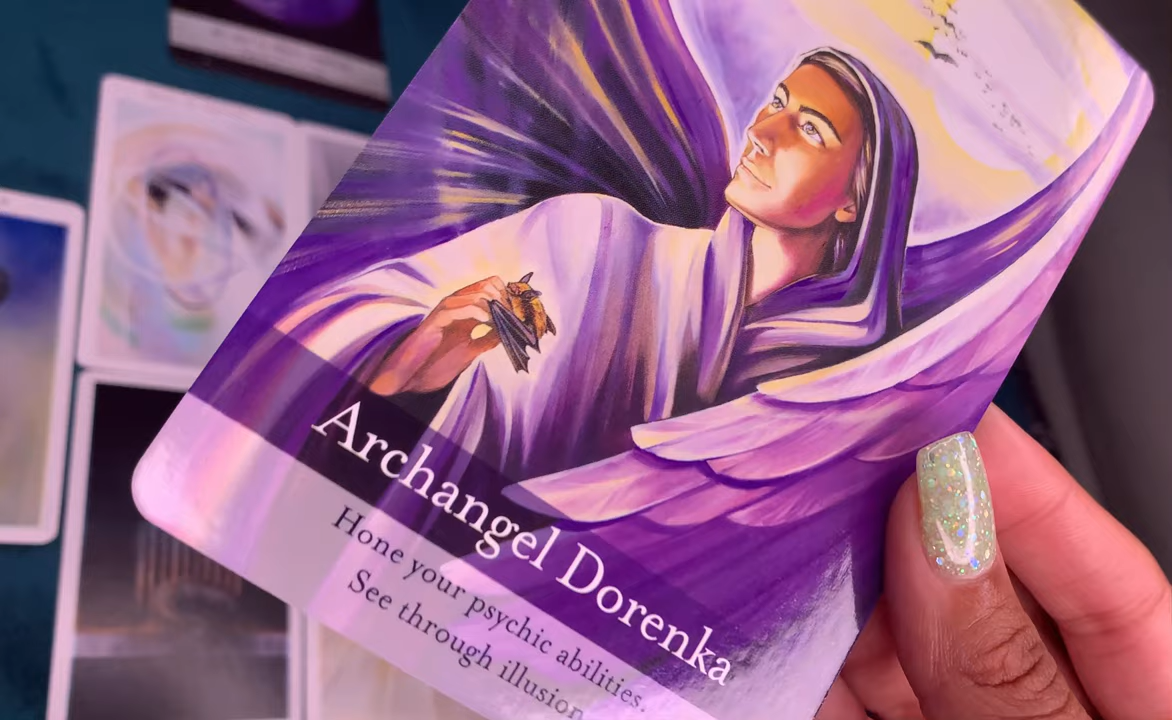 Archangel Dorenka
Hone your psychic abilities.
See through illusion